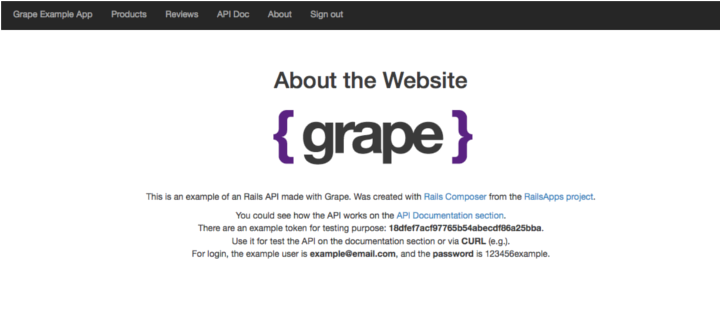 Grape Example App Products Reviews API Doc About Sign out
About the Website
{ grape }
This is an example of an Rails API made with Grape. Was created with Rails Composer from the RailsApps project.
You could see how the API works on the API Documentation section.
There are an example token for testing purpose: 18dfef7acf97765b54abecdf86a25bba.
Use it for test the API on the documentation section or via CURL (e.g.).
For login, the example user is example@email.com, and the password is 123456example.